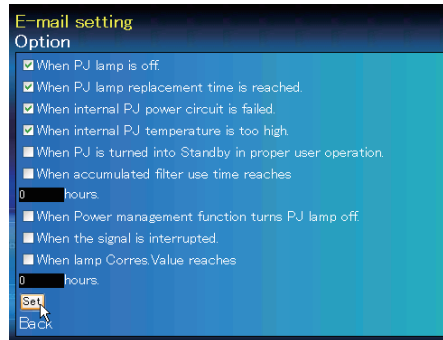 E-mail setting
Option
When PJ lamp is off.
When PJ lamp replacement time is reached.
When internal PJ power circuit is failed.
When internal PJ temperature is too high.
When PJ is turned into Standby in proper user operation.
When accumulated filter use time reaches
0 hours.
When Power management function turns PJ lamp off.
When the signal is interrupted.
When lamp Corres.Value reaches
0 hours.
Set
Back